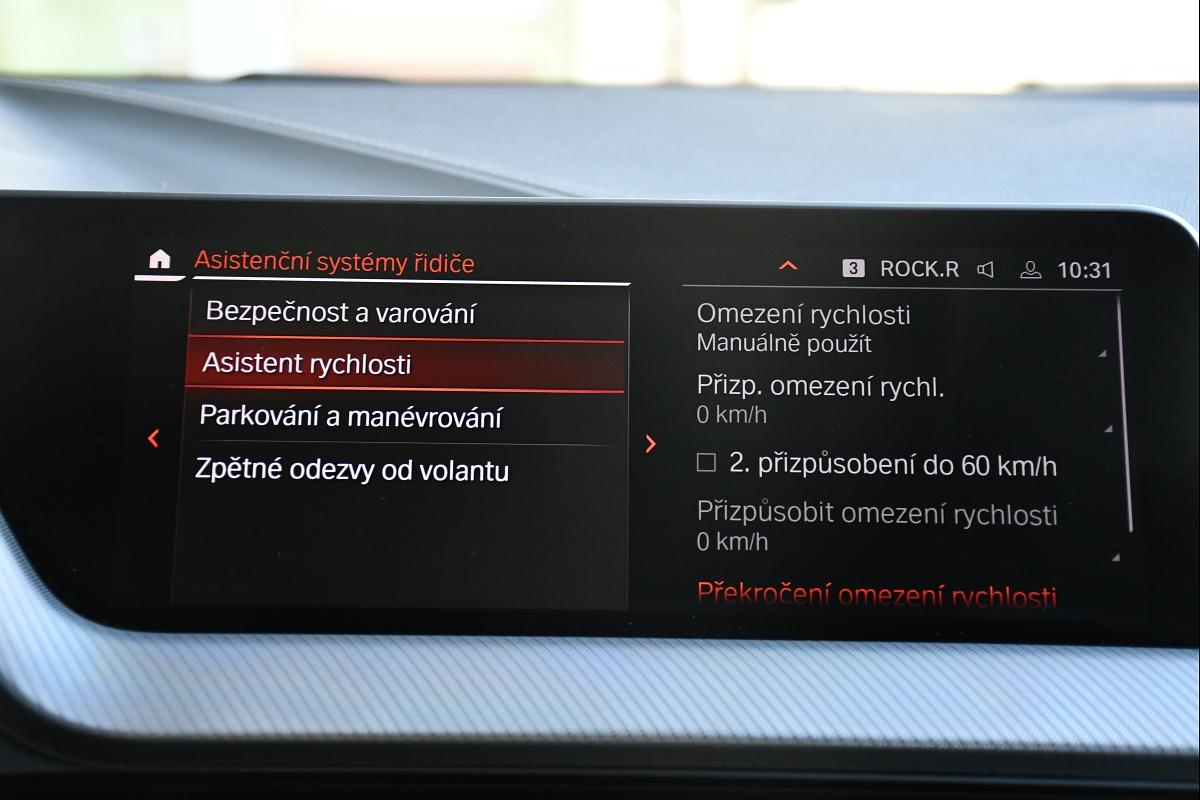 Asistenční systémy řidiče
3 ROCK.R 10:31
Bezpečnost a varování
Asistent rychlosti
Parkování a manévrování
Zpětné odezvy od volantu
Omezení rychlosti
Manuálně použít
Přizp. omezení rychl.
0 km/h
2. přizpůsobení do 60 km/h
Přizpůsobit omezení rychlosti
0 km/h
Překročení omezení rychlosti